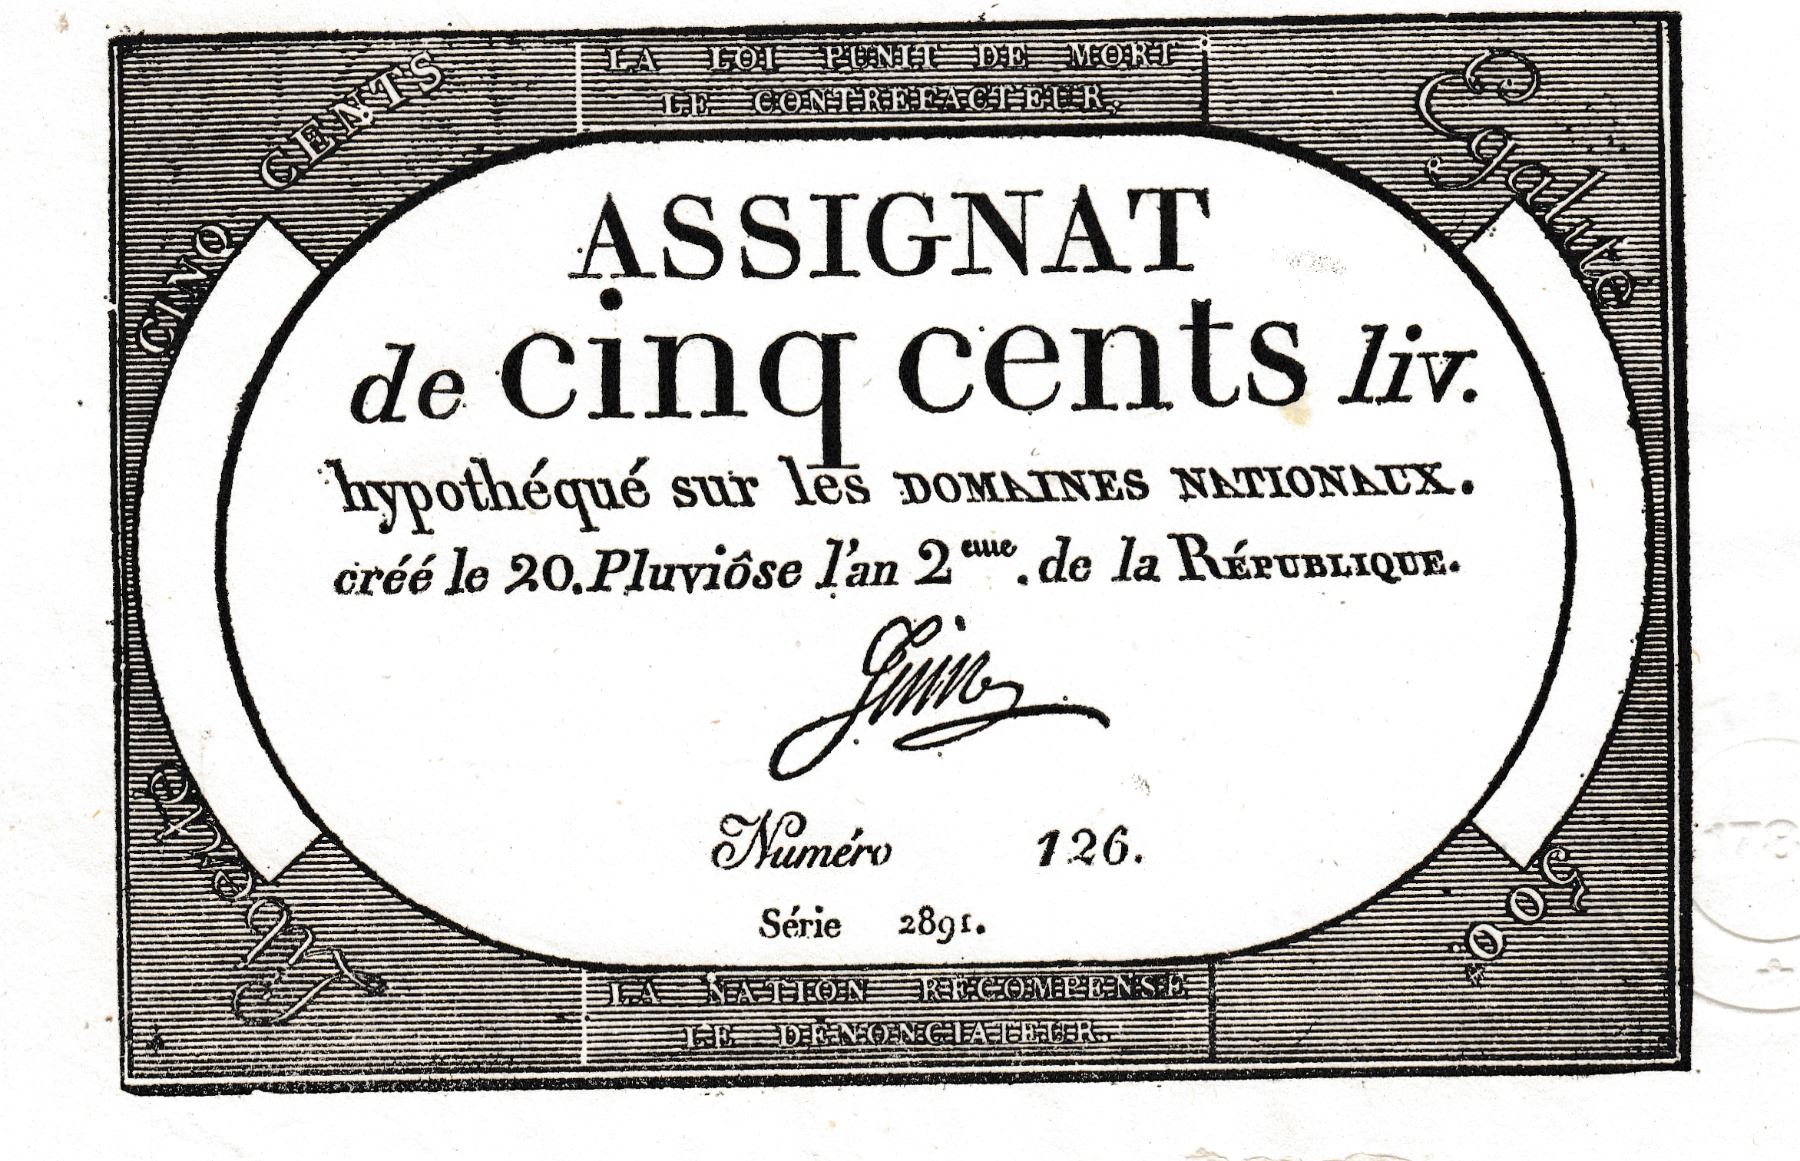 LA LOI PUNIT DE MORT
LE CONTREFACTEUR.
CINQ CENTS
Egalité
ASSIGNAT
de cinq cents liv.
hypothéqué sur les DOMAINES NATIONAUX.
créé le 20. Pluviôse l'an 2eme. de la RÉPUBLIQUE.
Numéro 126.
Série 2891.
Liberté
500
LA NATION RÉCOMPENSE
LE DÉNONCIATEUR.
178